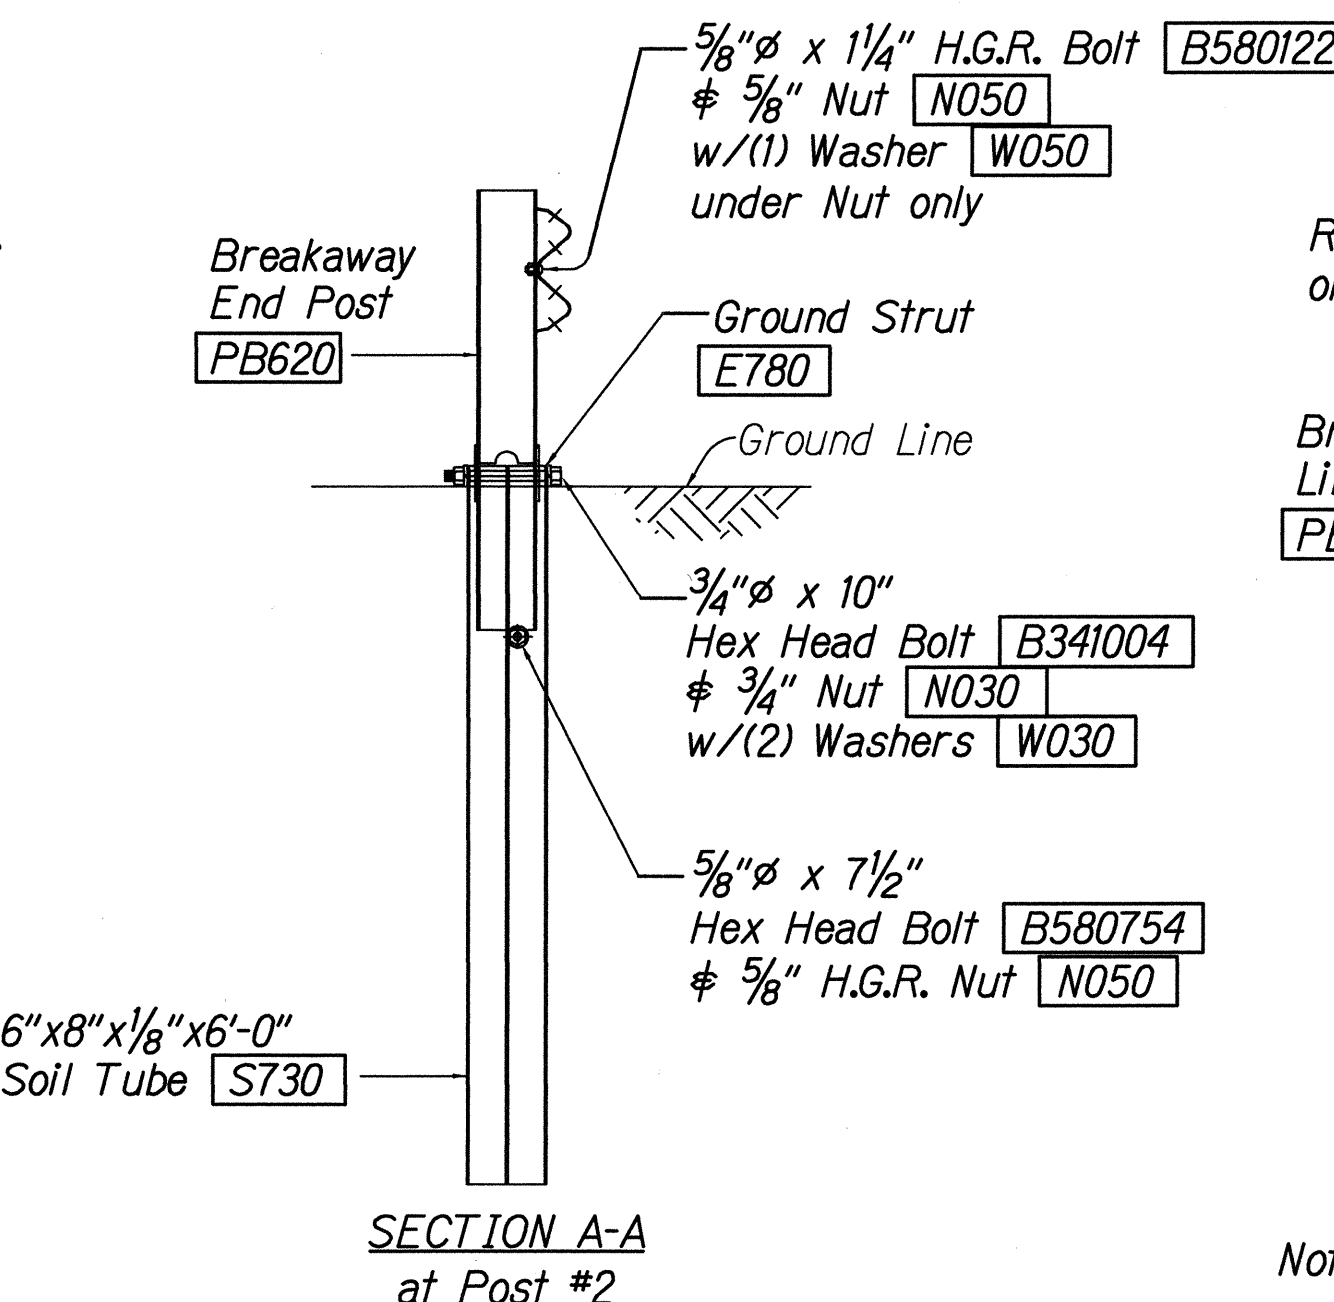 5/8"ø x 1 1/4" H.G.R. Bolt B580122
& 5/8" Nut N050
w/(1) Washer W050
under Nut only
Breakaway
End Post
PB620
Ground Strut
E780
Ground Line
3/4"ø x 10"
Hex Head Bolt B341004
& 3/4" Nut N030
w/(2) Washers W030
5/8"ø x 7 1/2"
Hex Head Bolt B580754
& 5/8" H.G.R. Nut N050
6"x8"x1/8"x6'-0"
Soil Tube S730
SECTION A-A
at Post #2